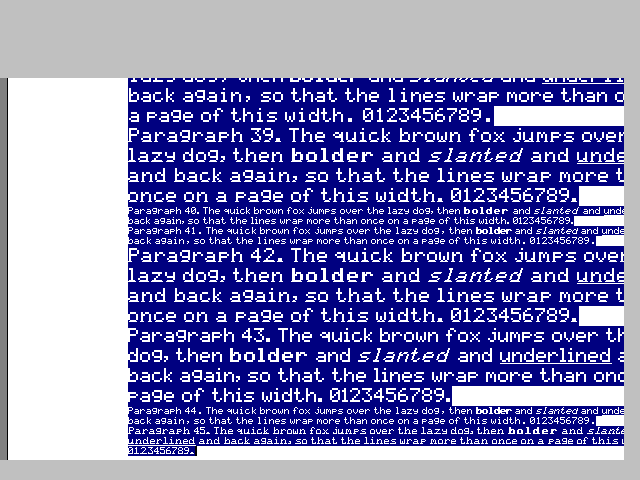 lazy dog, then bolder and slanted and
back again, so that the lines wrap more than
a page of this width. 0123456789.
Paragraph 39. The quick brown fox jumps over
lazy dog, then bolder and slanted and unde
and back again, so that the lines wrap more t
once on a page of this width. 0123456789.
Paragraph 40. The quick brown fox jumps over the lazy dog, then bolder and slanted and unde
back again, so that the lines wrap more than once on a page of this width. 0123456789.
Paragraph 41. The quick brown fox jumps over the lazy dog, then bolder and slanted and unde
back again, so that the lines wrap more than once on a page of this width. 0123456789.
Paragraph 42. The quick brown fox jumps over
lazy dog, then bolder and slanted and unde
and back again, so that the lines wrap more t
once on a page of this width. 0123456789.
Paragraph 43. The quick brown fox jumps over th
dog, then bolder and slanted and underlined a
back again, so that the lines wrap more than onc
page of this width. 0123456789.
Paragraph 44. The quick brown fox jumps over the lazy dog, then bolder and slanted and unde
back again, so that the lines wrap more than once on a page of this width. 0123456789.
Paragraph 45. The quick brown fox jumps over the lazy dog, then bolder and slante
underlined and back again, so that the lines wrap more than once on a page of this
0123456789.